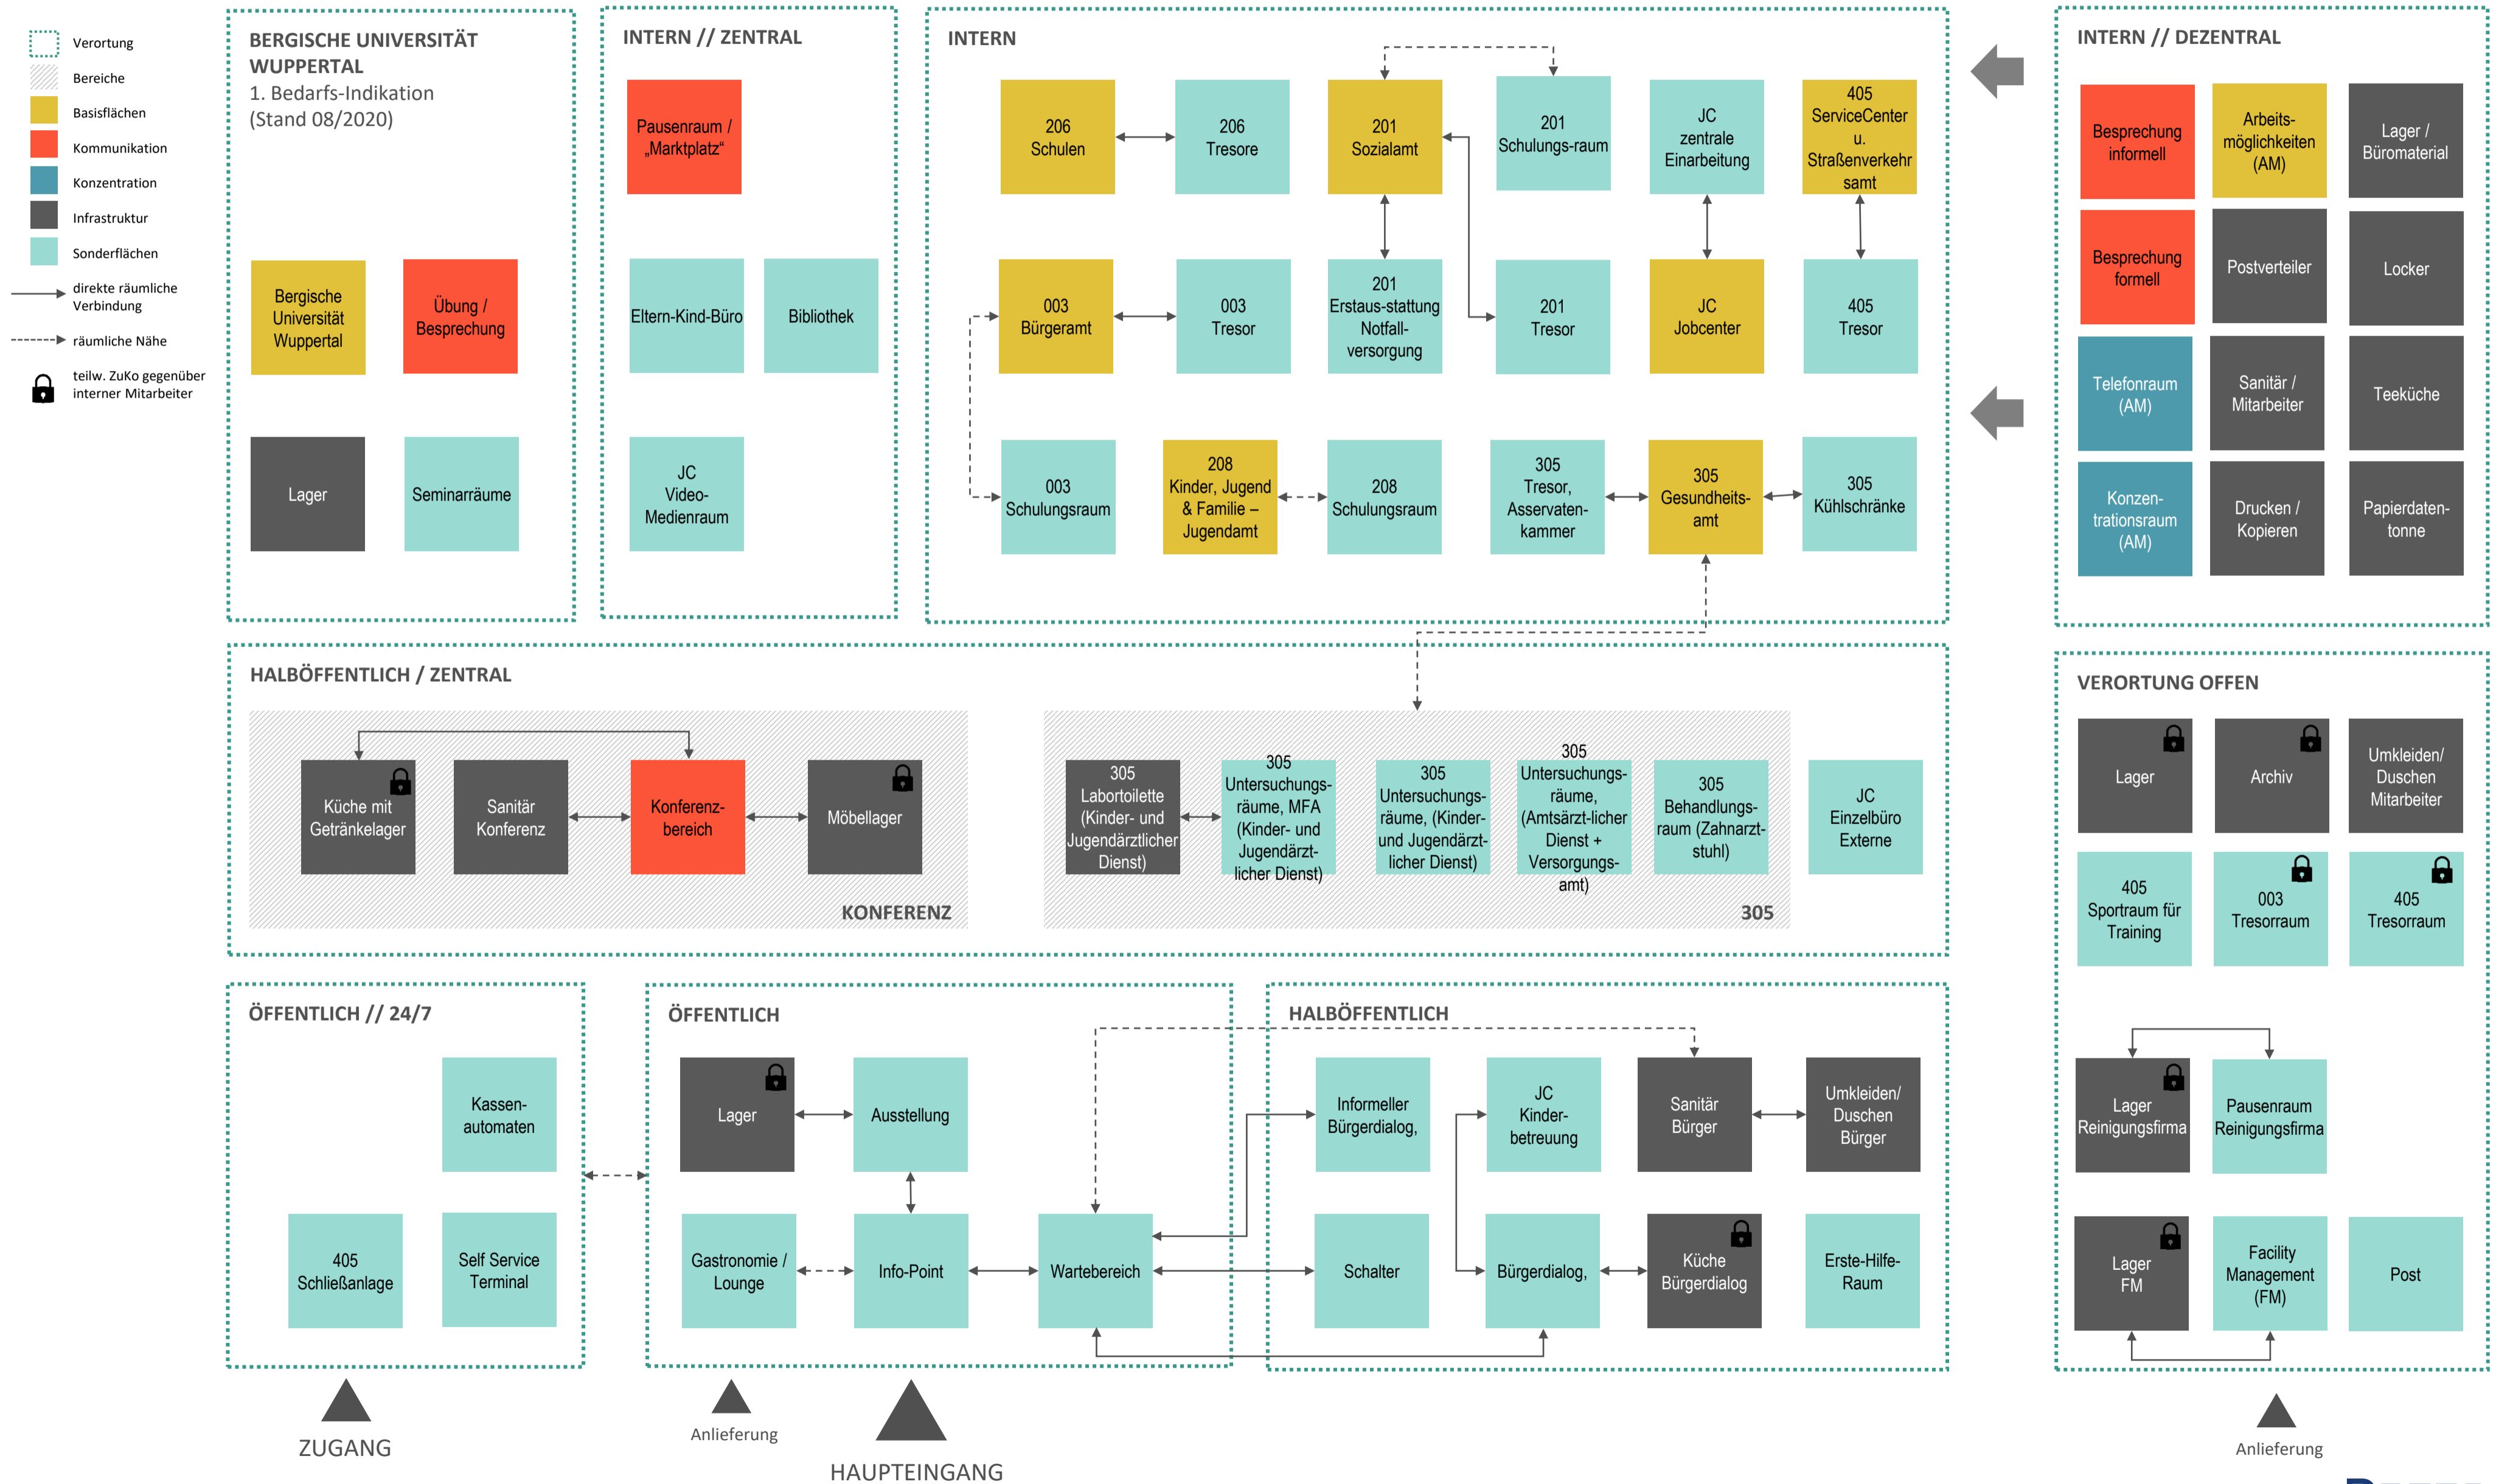 Verortung
Bereiche
Basisflächen
Kommunikation
Konzentration
Infrastruktur
Sonderflächen
direkte räumliche
Verbindung
räumliche Nähe
teilw. ZuKo gegenüber
interner Mitarbeiter
BERGISCHE UNIVERSITÄT
WUPPERTAL
1. Bedarfs-Indikation
(Stand 08/2020)
Bergische
Universität
Wuppertal
Übung /
Besprechung
Lager
Seminarräume
INTERN // ZENTRAL
Pausenraum /
„Marktplatz“
Eltern-Kind-Büro
Bibliothek
JC
Video-
Medienraum
INTERN
206
Schulen
206
Tresore
201
Sozialamt
201
Schulungs-raum
JC
zentrale
Einarbeitung
405
ServiceCenter
u.
Straßenverkehr
samt
003
Bürgeramt
003
Tresor
201
Erstaus-stattung
Notfall-
versorgung
201
Tresor
JC
Jobcenter
405
Tresor
003
Schulungsraum
208
Kinder, Jugend
& Familie –
Jugendamt
208
Schulungsraum
305
Tresor,
Asservaten-
kammer
305
Gesundheits-
amt
305
Kühlschränke
INTERN // DEZENTRAL
Besprechung
informell
Arbeits-
möglichkeiten
(AM)
Lager /
Büromaterial
Besprechung
formell
Postverteiler
Locker
Telefonraum
(AM)
Sanitär /
Mitarbeiter
Teeküche
Konzen-
trationsraum
(AM)
Drucken /
Kopieren
Papierdaten-
tonne
HALBÖFFENTLICH / ZENTRAL
Küche mit
Getränkelager
Sanitär
Konferenz
Konferenz-
bereich
Möbellager
KONFERENZ
305
Labortoilette
(Kinder- und
Jugendärztlicher
Dienst)
305
Untersuchungs-
räume, MFA
(Kinder- und
Jugendärzt-
licher Dienst)
305
Untersuchungs-
räume, (Kinder-
und Jugendärzt-
licher Dienst)
305
Untersuchungs-
räume,
(Amtsärzt-licher
Dienst +
Versorgungs-
amt)
305
Behandlungs-
raum (Zahnarzt-
stuhl)
305
JC
Einzelbüro
Externe
VERORTUNG OFFEN
Lager
Archiv
Umkleiden/
Duschen
Mitarbeiter
405
Sportraum für
Training
003
Tresorraum
405
Tresorraum
Lager
Reinigungsfirma
Pausenraum
Reinigungsfirma
Lager
FM
Facility
Management
(FM)
Post
Anlieferung
ÖFFENTLICH // 24/7
Kassen-
automaten
405
Schließanlage
Self Service
Terminal
ZUGANG
ÖFFENTLICH
Lager
Ausstellung
Gastronomie /
Lounge
Info-Point
Wartebereich
Anlieferung
HAUPTEINGANG
HALBÖFFENTLICH
Informeller
Bürgerdialog,
JC
Kinder-
betreuung
Sanitär
Bürger
Umkleiden/
Duschen
Bürger
Schalter
Bürgerdialog,
Küche
Bürgerdialog
Erste-Hilfe-
Raum